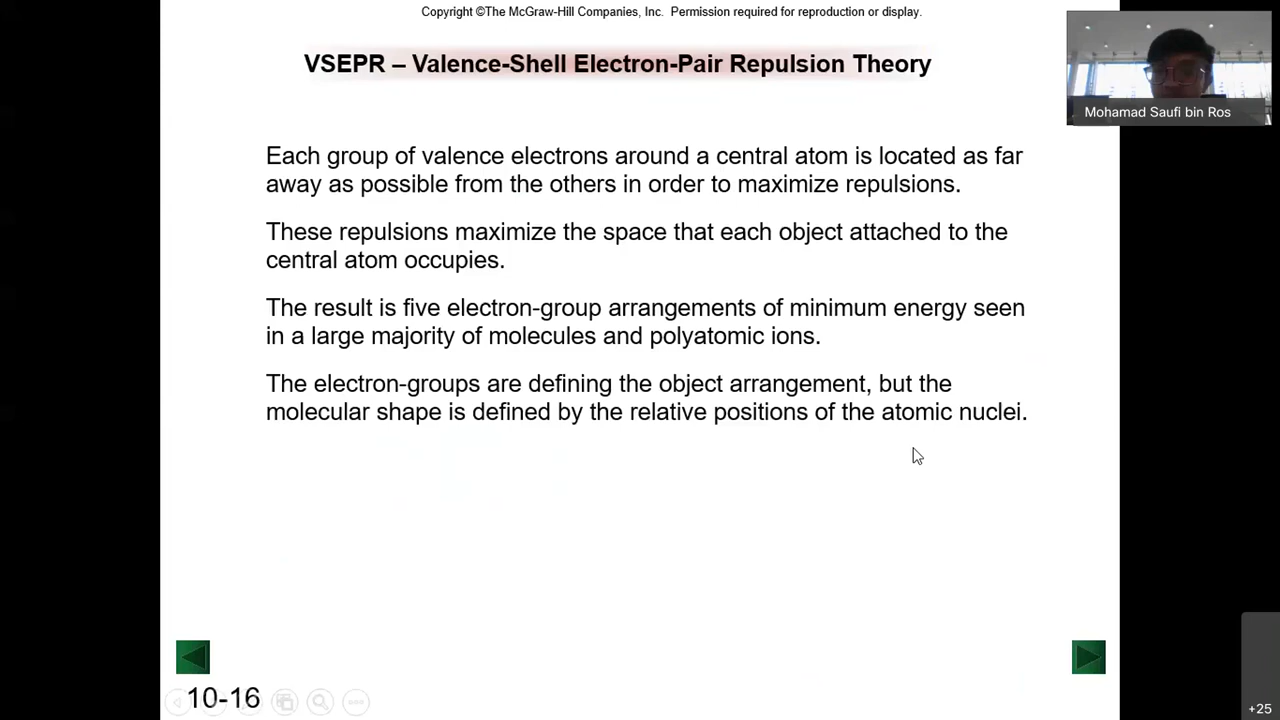 Copyright ©The McGraw-Hill Companies, Inc. Permission required for reproduction or display.
VSEPR – Valence-Shell Electron-Pair Repulsion Theory
Mohamad Saufi bin Ros
Each group of valence electrons around a central atom is located as far
away as possible from the others in order to maximize repulsions.
These repulsions maximize the space that each object attached to the
central atom occupies.
The result is five electron-group arrangements of minimum energy seen
in a large majority of molecules and polyatomic ions.
The electron-groups are defining the object arrangement, but the
molecular shape is defined by the relative positions of the atomic nuclei.
10-16
+25